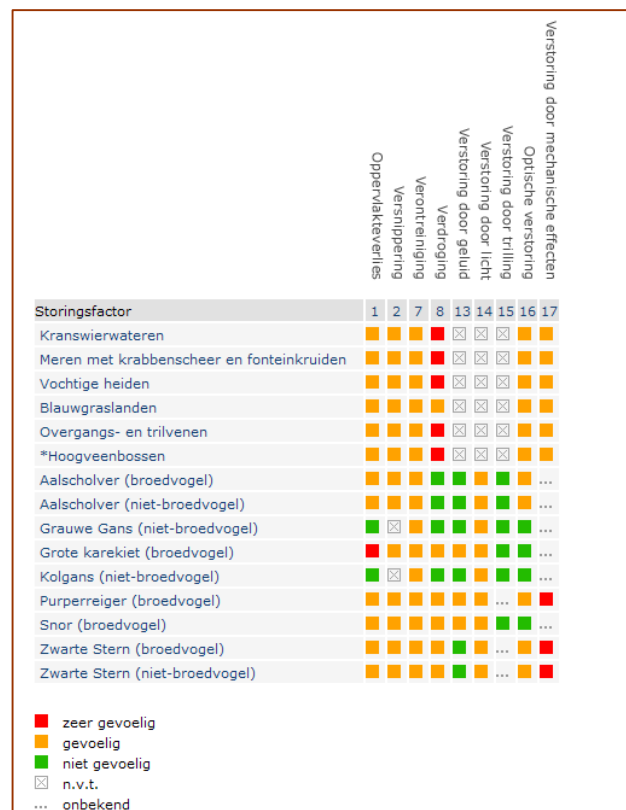 Oppervlakteverlies
Versnippering
Verontreiniging
Verdroging
Verstoring door geluid
Verstoring door licht
Verstoring door trilling
Optische verstoring
Verstoring door mechanische effecten
Storingsfactor 1 2 7 8 13 14 15 16 17
Kranswierwateren
Meren met krabbenscheer en fonteinkruiden
Vochtige heiden
Blauwgraslanden
Overgangs- en trilvenen
*Hoogveenbossen
Aalscholver (broedvogel) ...
Aalscholver (niet-broedvogel) ...
Grauwe Gans (niet-broedvogel) ...
Grote karekiet (broedvogel) ...
Kolgans (niet-broedvogel) ...
Purperreiger (broedvogel) ...
Snor (broedvogel) ...
Zwarte Stern (broedvogel) ...
Zwarte Stern (niet-broedvogel) ...
zeer gevoelig
gevoelig
niet gevoelig
n.v.t.
... onbekend